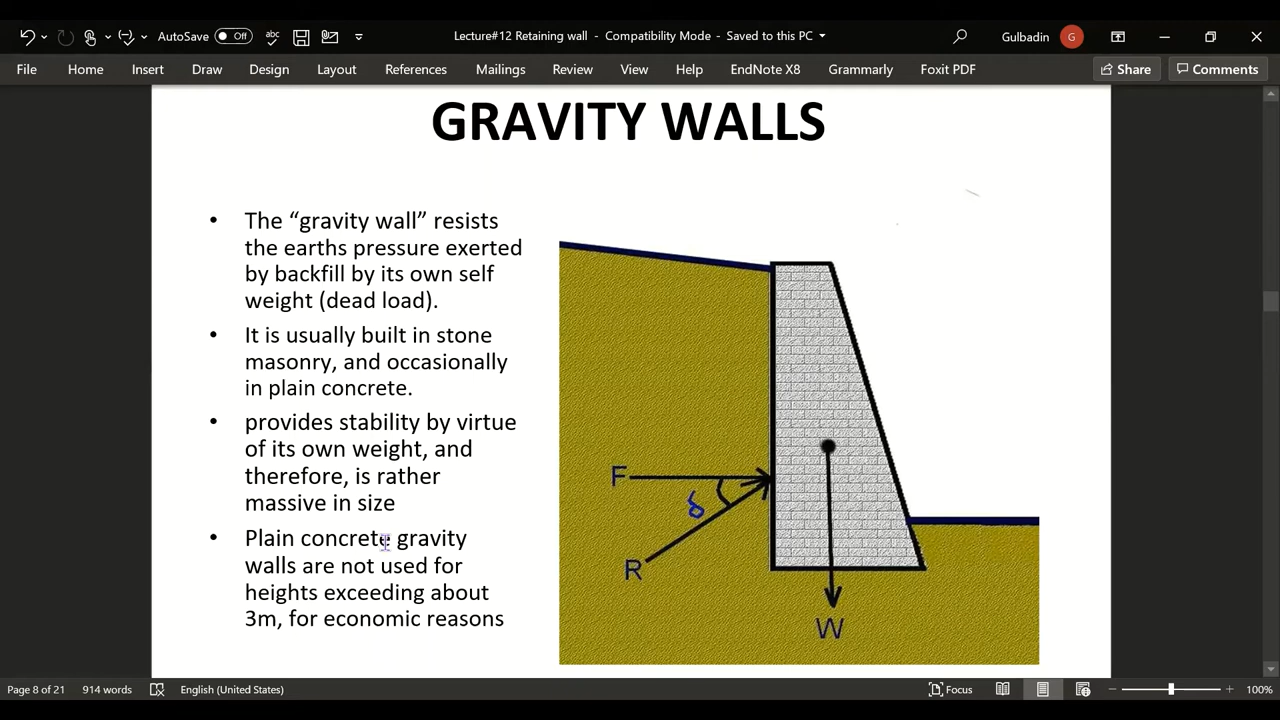 AutoSave Off
Lecture#12 Retaining wall - Compatibility Mode - Saved to this PC
Gulbadin G
File Home Insert Draw Design Layout References Mailings Review View Help EndNote X8 Grammarly Foxit PDF Share Comments
GRAVITY WALLS
• The “gravity wall” resists
the earths pressure exerted
by backfill by its own self
weight (dead load).
• It is usually built in stone
masonry, and occasionally
in plain concrete.
• provides stability by virtue
of its own weight, and
therefore, is rather
massive in size
• Plain concrete gravity
walls are not used for
heights exceeding about
3m, for economic reasons
F
δ
R
W
Page 8 of 21 914 words English (United States) Focus 100%